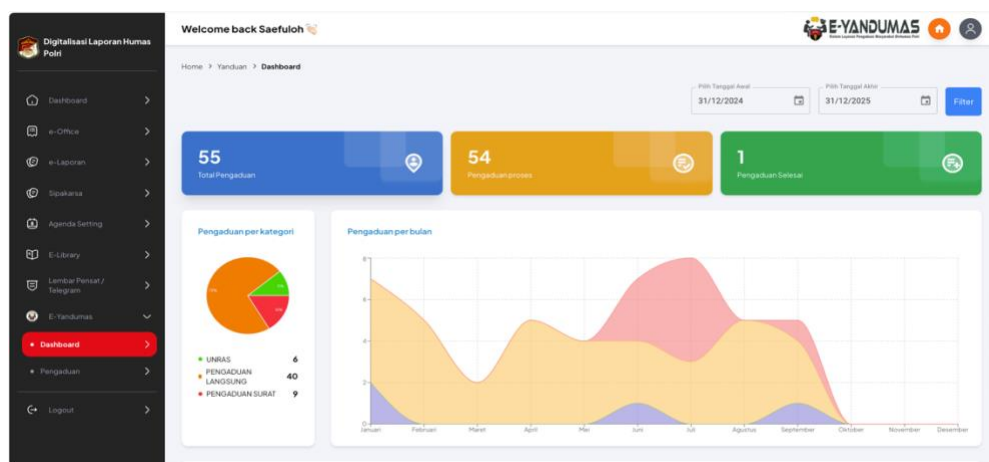 Digitalisasi Laporan Humas
Polri
Dashboard
e-Office
e-Laporan
Sipakarsa
Agenda Setting
E-Library
Lembar Pensat /
Telegram
E-Yandumas
Dashboard
Pengaduan
Logout
Welcome back Saefuloh
E-YANDUMAS
Home > Yanduan > Dashboard
Pilih Tanggal Awal
31/12/2024
Pilih Tanggal Akhir
31/12/2025
Filter
55
Total Pengaduan
54
Pengaduan proses
1
Pengaduan Selesai
Pengaduan per kategori
UNRAS 6
PENGADUAN
LANGSUNG 40
PENGADUAN SURAT 9
Pengaduan per bulan
8
6
4
2
0
Januari Februari Maret April Mei Juni Juli Agustus September Oktober November Desember